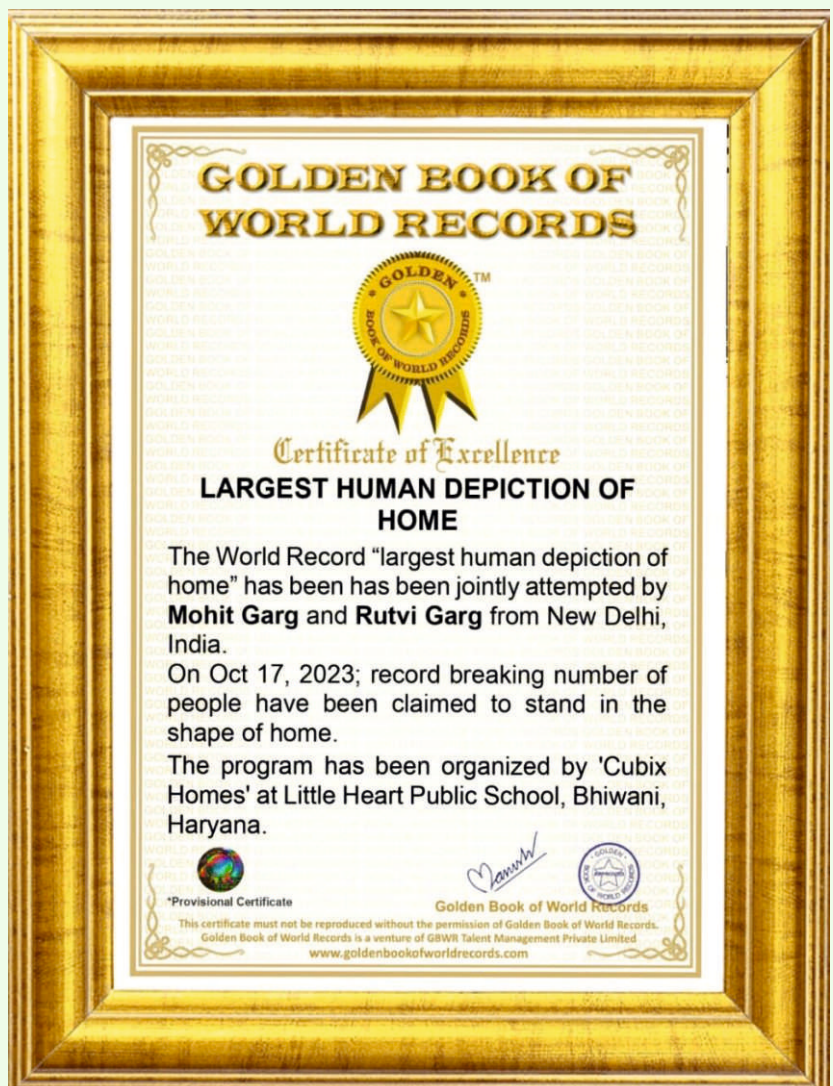 GOLDEN BOOK OF
WORLD RECORDS
GOLDEN
BOOK OF WORLD RECORDS
TM
Certificate of Excellence
LARGEST HUMAN DEPICTION OF
HOME
The World Record “largest human depiction of
home” has been has been jointly attempted by
Mohit Garg and Rutvi Garg from New Delhi,
India.
On Oct 17, 2023; record breaking number of
people have been claimed to stand in the
shape of home.
The program has been organized by 'Cubix
Homes' at Little Heart Public School, Bhiwani,
Haryana.
*Provisional Certificate
GOLDEN
BOOK OF WORLD RECORDS
Golden Book of World Records
This certificate must not be reproduced without the permission of Golden Book of World Records.
Golden Book of World Records is a venture of GBWR Talent Management Private Limited
www.goldenbookofworldrecords.com